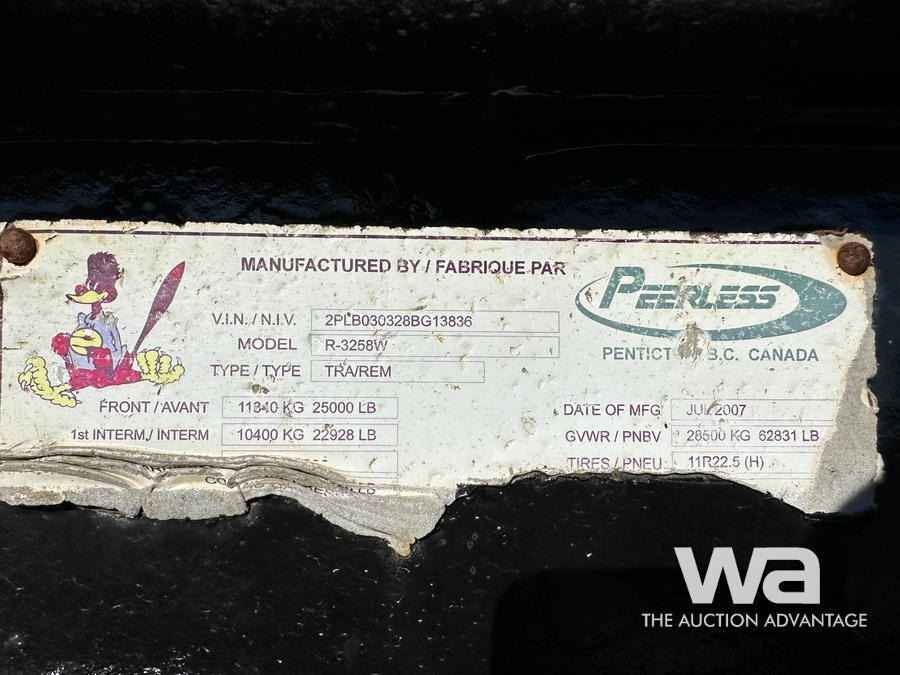 MANUFACTURED BY / FABRIQUE PAR
PEERLESS
B.C. CANADA
V.I.N. / N.I.V. 2PLB030328BG13836
MODEL R-3258W
TYPE / TYPE TRA/REM
FRONT / AVANT 11340 KG 25000 LB
1st INTERM./ INTERM 10400 KG 22928 LB
DATE OF MFG 2007
GVWR / PNBV 28500 KG 62831 LB
TIRES / PNEU 11R22.5 (H)
LB
wa
THE AUCTION ADVANTAGE